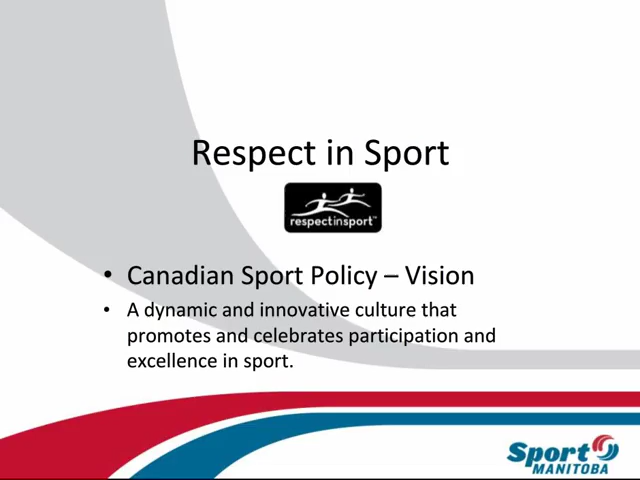 Respect in Sport
respectinsport™
• Canadian Sport Policy – Vision
• A dynamic and innovative culture that
promotes and celebrates participation and
excellence in sport.
Sport
MANITOBA